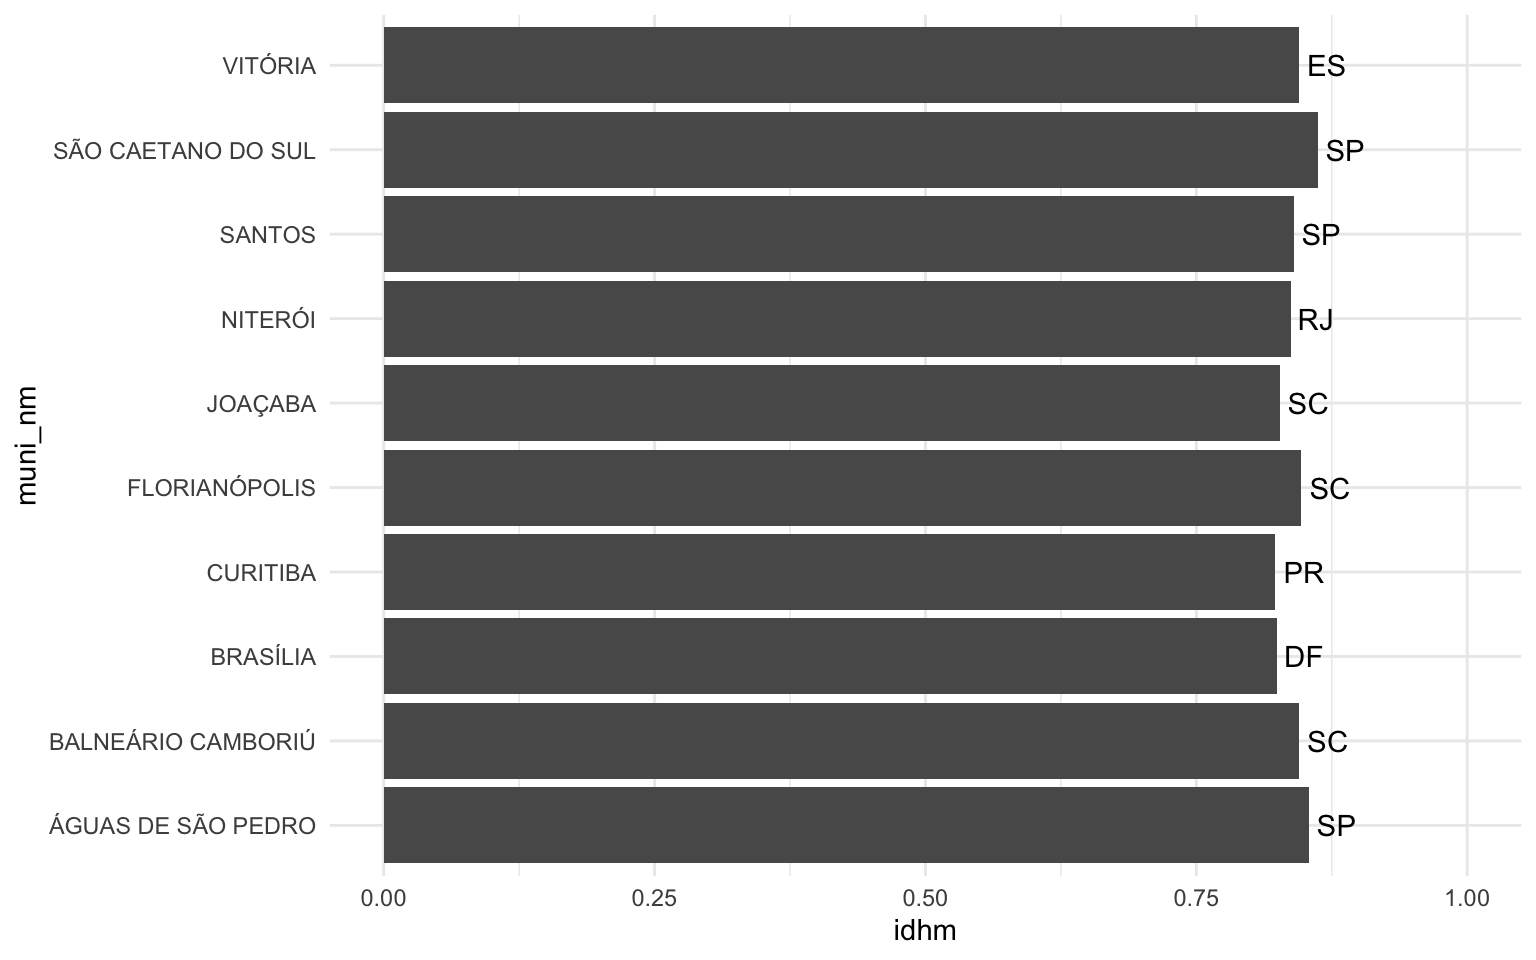 muni_nm
VITÓRIA ES
SÃO CAETANO DO SUL SP
SANTOS SP
NITERÓI RJ
JOAÇABA SC
FLORIANÓPOLIS SC
CURITIBA PR
BRASÍLIA DF
BALNEÁRIO CAMBORIÚ SC
ÁGUAS DE SÃO PEDRO SP
0.00 0.25 0.50 0.75 1.00
idhm